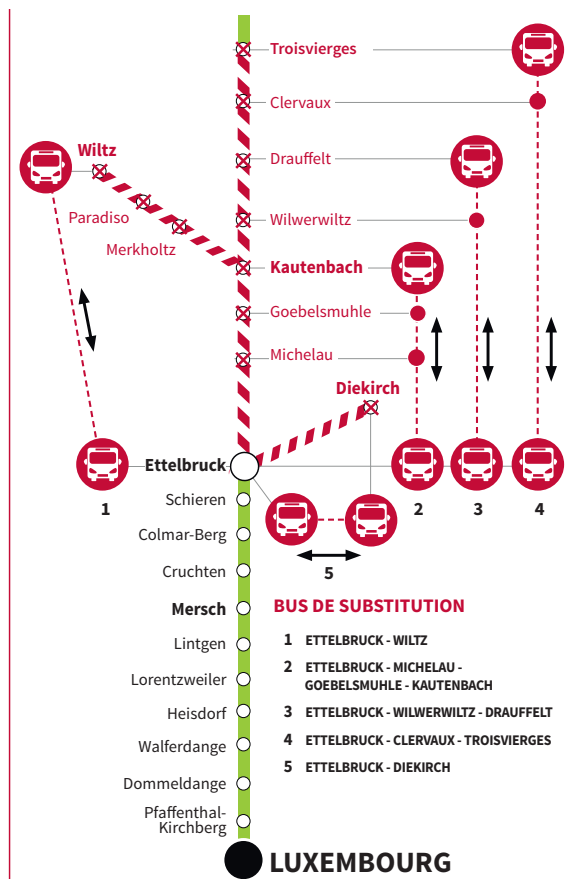 Troisvierges
Clervaux
Wiltz
Drauffelt
Paradiso
Wilwerwiltz
Merkholtz
Kautenbach
Goebelsmuhle
Michelau
Diekirch
Ettelbruck
1
2
3
4
Schieren
Colmar-Berg
Cruchten
5
Mersch
Lintgen
Lorentzweiler
Heisdorf
Walferdange
Dommeldange
Pfaffenthal-
Kirchberg
LUXEMBOURG
BUS DE SUBSTITUTION
1 ETTELBRUCK - WILTZ
2 ETTELBRUCK - MICHELAU -
GOEBELSMUHLE - KAUTENBACH
3 ETTELBRUCK - WILWERWILTZ - DRAUFFELT
4 ETTELBRUCK - CLERVAUX - TROISVIERGES
5 ETTELBRUCK - DIEKIRCH